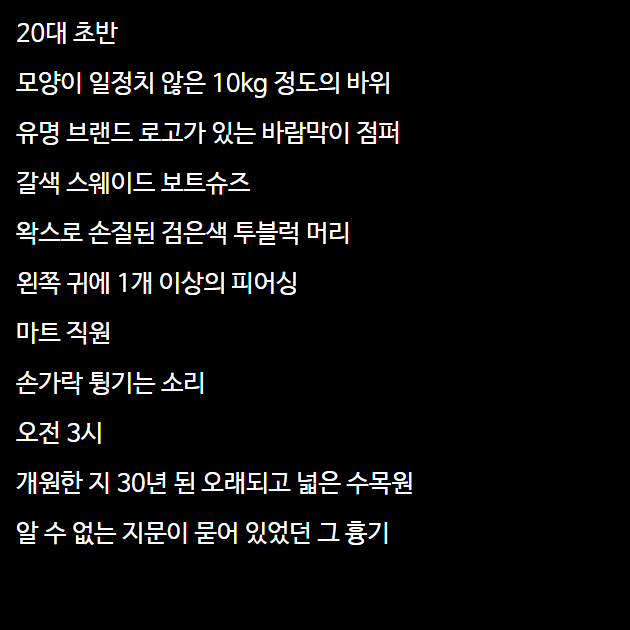 20대 초반
모양이 일정치 않은 10kg 정도의 바위
유명 브랜드 로고가 있는 바람막이 점퍼
갈색 스웨이드 보트슈즈
왁스로 손질된 검은색 투블럭 머리
왼쪽 귀에 1개 이상의 피어싱
마트 직원
손가락 튕기는 소리
오전 3시
개원한 지 30년 된 오래되고 넓은 수목원
알 수 없는 지문이 묻어 있었던 그 흉기